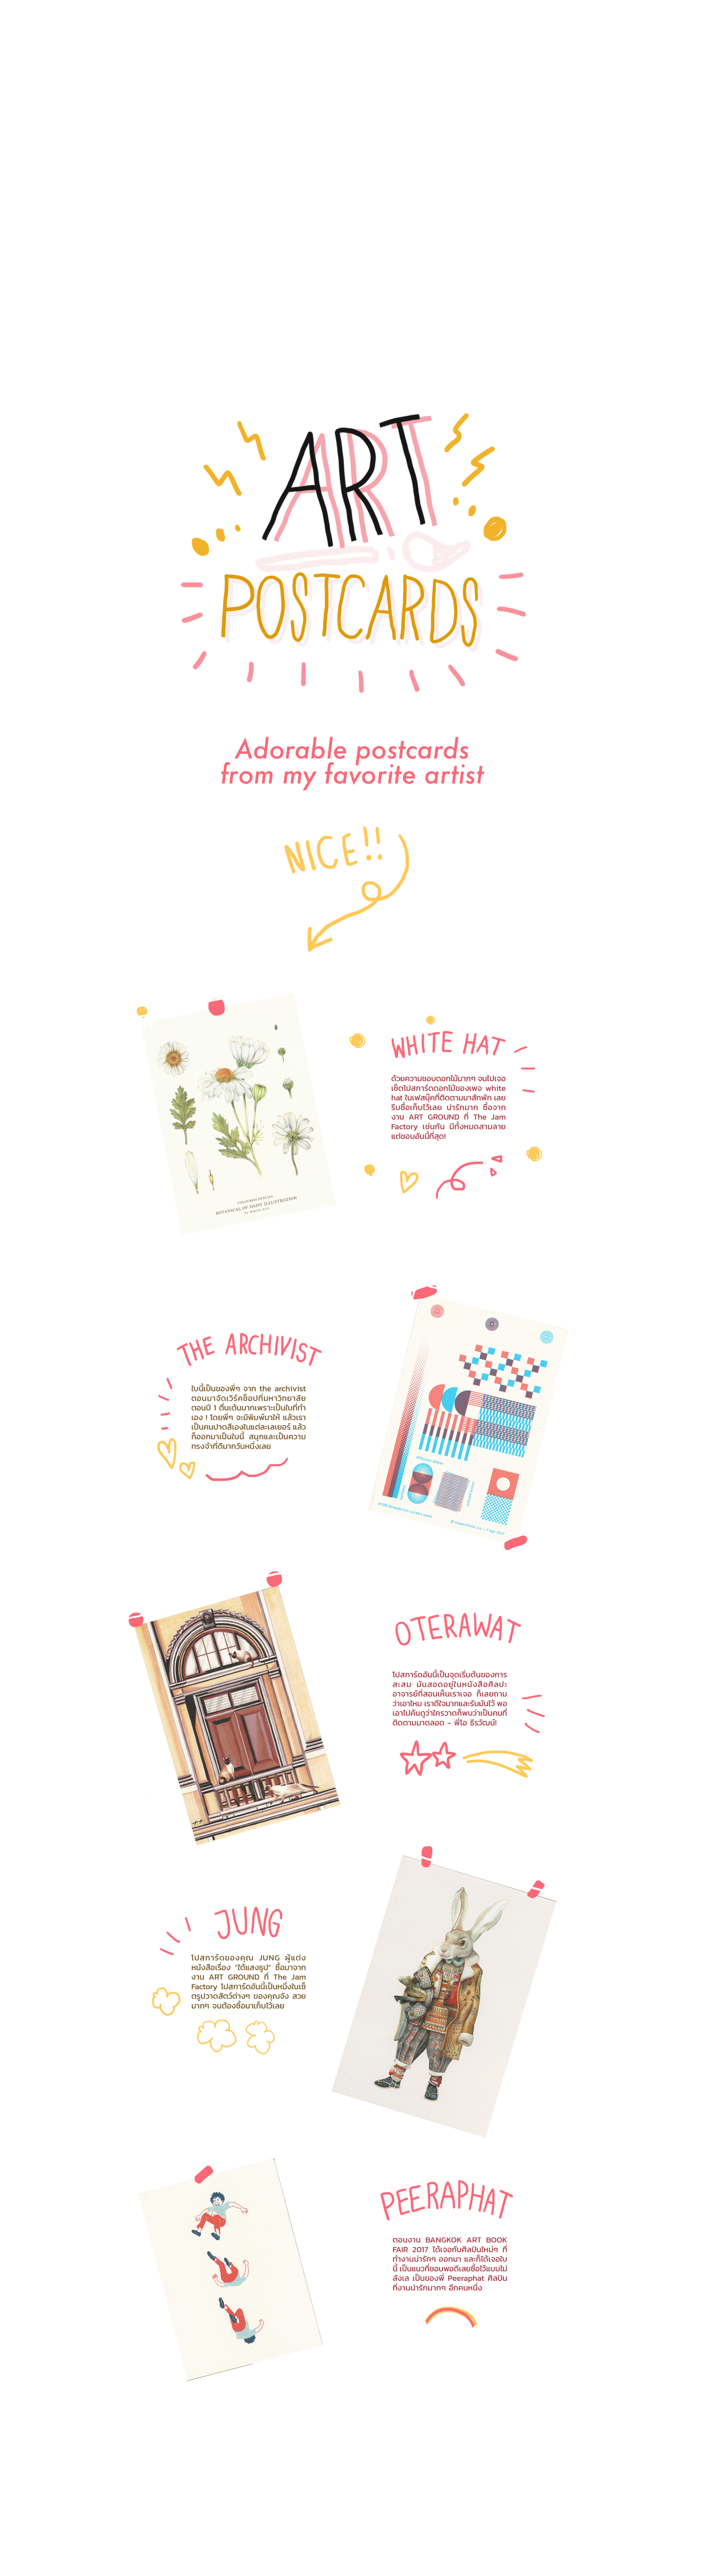 ART
POSTCARDS
Adorable postcards
from my favorite artist
NICE!!
COLOURED PENCILS
BOTANICAL OF DAISY ILLUSTRATION
By WHITE HAT
WHITE HAT
ด้วยความชอบดอกไม้มากๆ จนไปเจอ
เซ็ตโปสการ์ดดอกไม้ของเพจ white
hat ในเฟสบุ๊คที่ติดตามมาสักพัก เลย
รีบซื้อเก็บไว้เลย น่ารักมาก ซื้อจาก
งาน ART GROUND ที่ The Jam
Factory เช่นกัน มีทั้งหมดสามลาย
แต่ชอบอันนี้ที่สุด!
THE ARCHIVIST
ใบนี้เป็นของพี่ๆ จาก the archivist
ตอนมาจัดเวิร์คช็อปที่มหาวิทยาลัย
ตอนปี 1 ตื่นเต้นมากเพราะเป็นใบที่ทำ
เอง ! โดยพี่ๆ จะมีพิมพ์มาให้ แล้วเรา
เป็นคนปาดสีเองในแต่ละเลเยอร์ แล้ว
ก็ออกมาเป็นใบนี้ สนุกและเป็นความ
ทรงจำที่ดีมากวันหนึ่งเลย
OTERAWAT
โปสการ์ดอันนี้เป็นจุดเริ่มต้นของการ
สะสม มันสอดอยู่ในหนังสือศิลปะ
อาจารย์ที่สอนเห็นเราเจอ ก็เลยถาม
ว่าเอาไหม เราดีใจมากและรับมันไว้ พอ
เอาไปค้นดูว่าใครวาดก็พบว่าเป็นคนที่
ติดตามมาตลอด – พี่โอ ธีรวัฒน์!
JUNG
โปสการ์ดของคุณ JUNG ผู้แต่ง
หนังสือเรื่อง "ใต้แสงธูป" ซื้อมาจาก
งาน ART GROUND ที่ The Jam
Factory โปสการ์ดอันนี้เป็นหนึ่งในเซ็
ตรูปวาดสัตว์ต่างๆ ของคุณจัง สวย
มากๆ จนต้องซื้อมาเก็บไว้เลย
PEERAPHAT
ตอนงาน BANGKOK ART BOOK
FAIR 2017 ได้เจอกับศิลปินใหม่ๆ ที่
ทำงานน่ารักๆ ออกมา และก็ได้เจอใบ
นี้ เป็นแนวที่ชอบพอดีเลยซื้อไว้แบบไม่
ลังเล เป็นของพี่ Peeraphat ศิลปิน
ที่งานน่ารักมากๆ อีกคนหนึ่ง